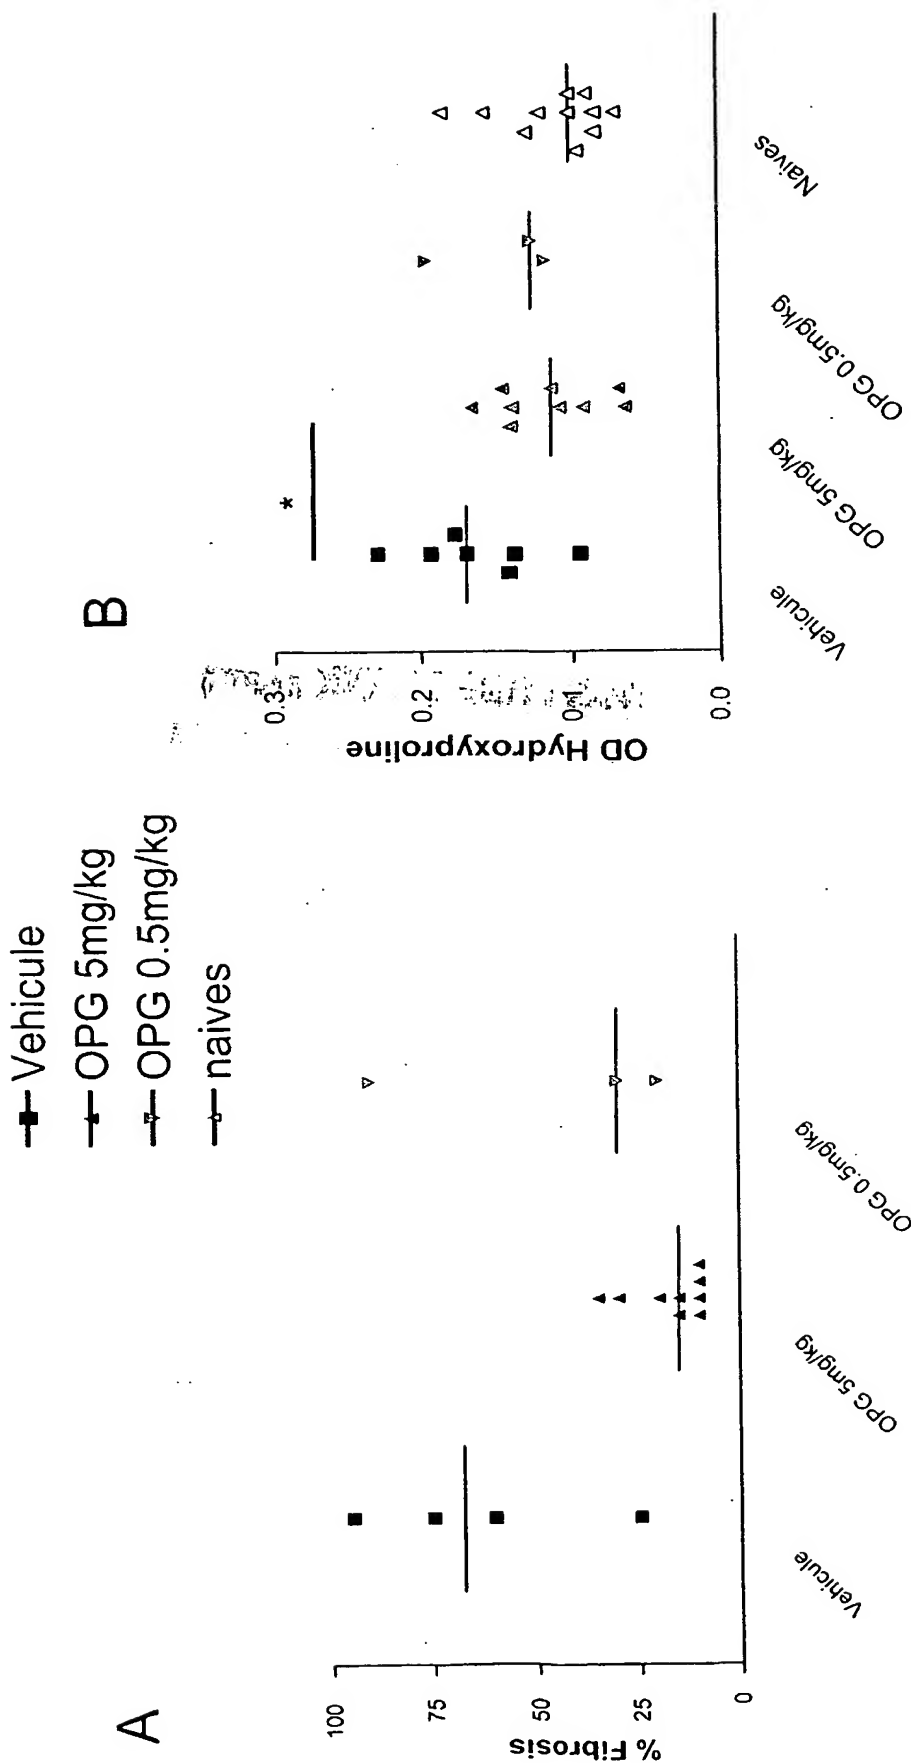 Vehicule
OPG 5mg/kg
OPG 0.5mg/kg
naives
A
100
75
50
25
0
% Fibrosis
Vehicule
OPG 5mg/kg
OPG 0.5mg/kg
B
*
0.3
0.2
0.1
0.0
OD Hydroxyproline
Vehicule
OPG 5mg/kg
OPG 0.5mg/kg
Naives